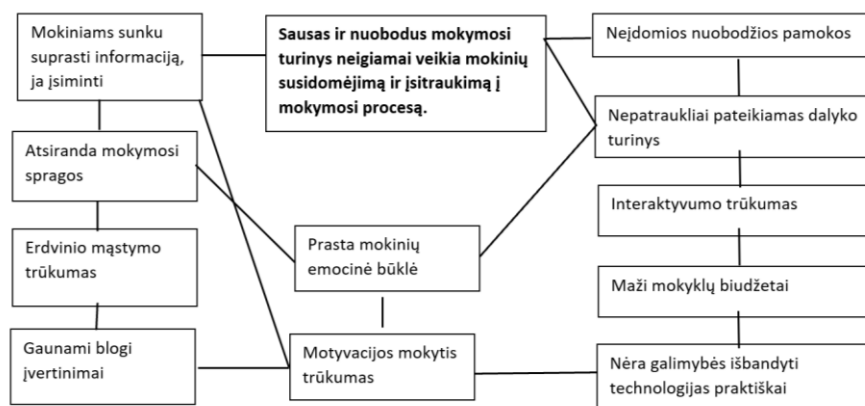 Mokiniams sunku
suprasti informaciją,
ja įsiminti
Sausas ir nuobodus mokymosi
turinys neigiamai veikia mokinių
susidomėjimą ir įsitraukimą į
mokymosi procesą.
Neįdomios nuobodžios pamokos
Nepatraukliai pateikiamas dalyko
turinys
Atsiranda mokymosi
spragos
Interaktyvumo trūkumas
Erdvinio mąstymo
trūkumas
Prasta mokinių
emocinė būklė
Maži mokyklų biudžetai
Gaunami blogi
įvertinimai
Motyvacijos mokytis
trūkumas
Nėra galimybės išbandyti
technologijas praktiškai